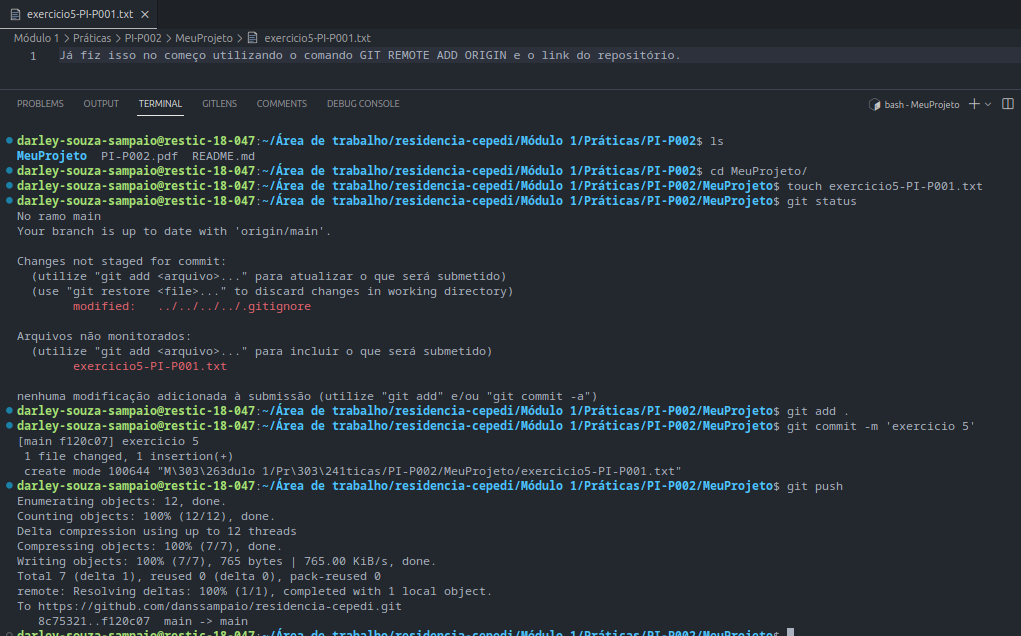 exercicio5-PI-P001.txt ×
Módulo 1 > Práticas > PI-P002 > MeuProjeto > exercicio5-PI-P001.txt
1 Já fiz isso no começo utilizando o comando GIT REMOTE ADD ORIGIN e o link do repositório.
PROBLEMS OUTPUT TERMINAL GITLENS COMMENTS DEBUG CONSOLE bash - MeuProjeto
darley-souza-sampaio@restic-18-047:~/Área de trabalho/residencia-cepedi/Módulo 1/Práticas/PI-P002$ ls
MeuProjeto PI-P002.pdf README.md
darley-souza-sampaio@restic-18-047:~/Área de trabalho/residencia-cepedi/Módulo 1/Práticas/PI-P002$ cd MeuProjeto/
darley-souza-sampaio@restic-18-047:~/Área de trabalho/residencia-cepedi/Módulo 1/Práticas/PI-P002/MeuProjeto$ touch exercicio5-PI-P001.txt
darley-souza-sampaio@restic-18-047:~/Área de trabalho/residencia-cepedi/Módulo 1/Práticas/PI-P002/MeuProjeto$ git status
No ramo main
Your branch is up to date with 'origin/main'.
Changes not staged for commit:
(utilize "git add <arquivo>..." para atualizar o que será submetido)
(use "git restore <file>..." to discard changes in working directory)
modified: ../../../../.gitignore
Arquivos não monitorados:
(utilize "git add <arquivo>..." para incluir o que será submetido)
exercicio5-PI-P001.txt
nenhuma modificação adicionada à submissão (utilize "git add" e/ou "git commit -a")
darley-souza-sampaio@restic-18-047:~/Área de trabalho/residencia-cepedi/Módulo 1/Práticas/PI-P002/MeuProjeto$ git add .
darley-souza-sampaio@restic-18-047:~/Área de trabalho/residencia-cepedi/Módulo 1/Práticas/PI-P002/MeuProjeto$ git commit -m 'exercicio 5'
[main f120c07] exercicio 5
1 file changed, 1 insertion(+)
create mode 100644 "M\303\263dulo 1/Pr\303\241ticas/PI-P002/MeuProjeto/exercicio5-PI-P001.txt"
darley-souza-sampaio@restic-18-047:~/Área de trabalho/residencia-cepedi/Módulo 1/Práticas/PI-P002/MeuProjeto$ git push
Enumerating objects: 12, done.
Counting objects: 100% (12/12), done.
Delta compression using up to 12 threads
Compressing objects: 100% (7/7), done.
Writing objects: 100% (7/7), 765 bytes | 765.00 KiB/s, done.
Total 7 (delta 1), reused 0 (delta 0), pack-reused 0
remote: Resolving deltas: 100% (1/1), completed with 1 local object.
To https://github.com/danssampaio/residencia-cepedi.git
8c75321..f120c07 main -> main
darley-souza-sampaio@restic-18-047:~/Área de trabalho/residencia-cepedi/Módulo 1/Práticas/PI-P002/MeuProjeto$